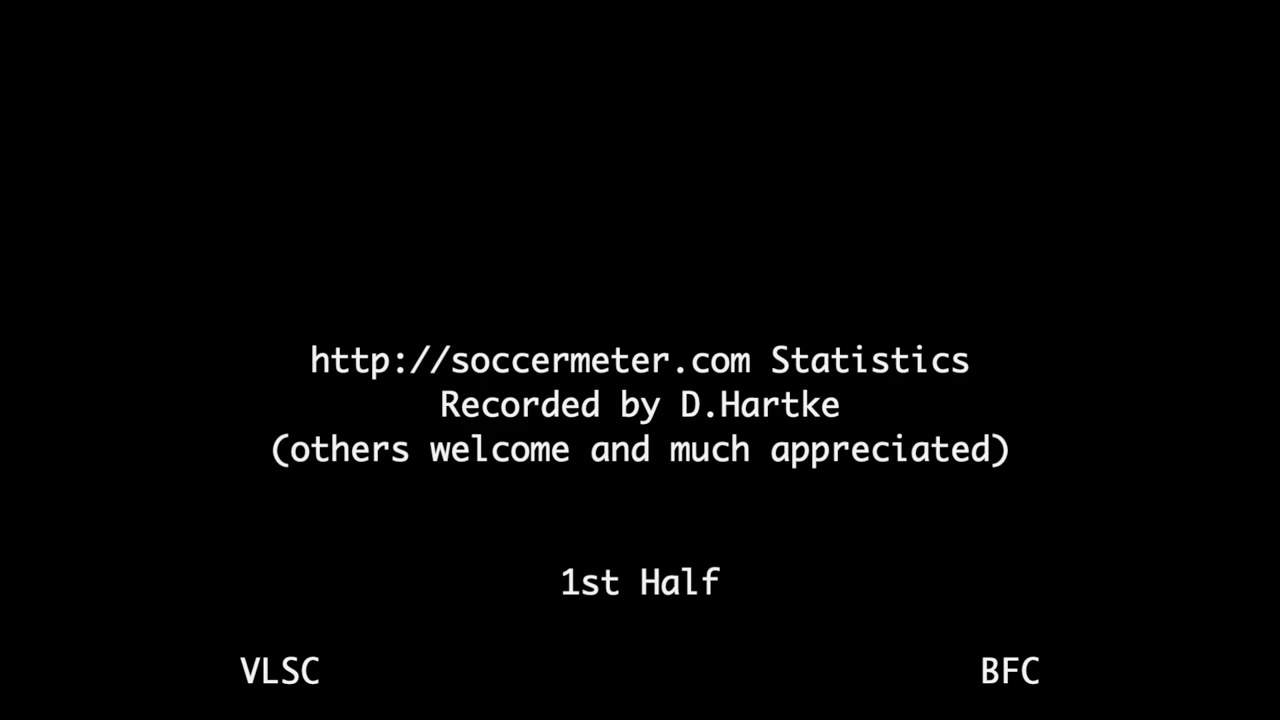 http://soccermeter.com Statistics
Recorded by D.Hartke
(others welcome and much appreciated)
1st Half
VLSC BFC